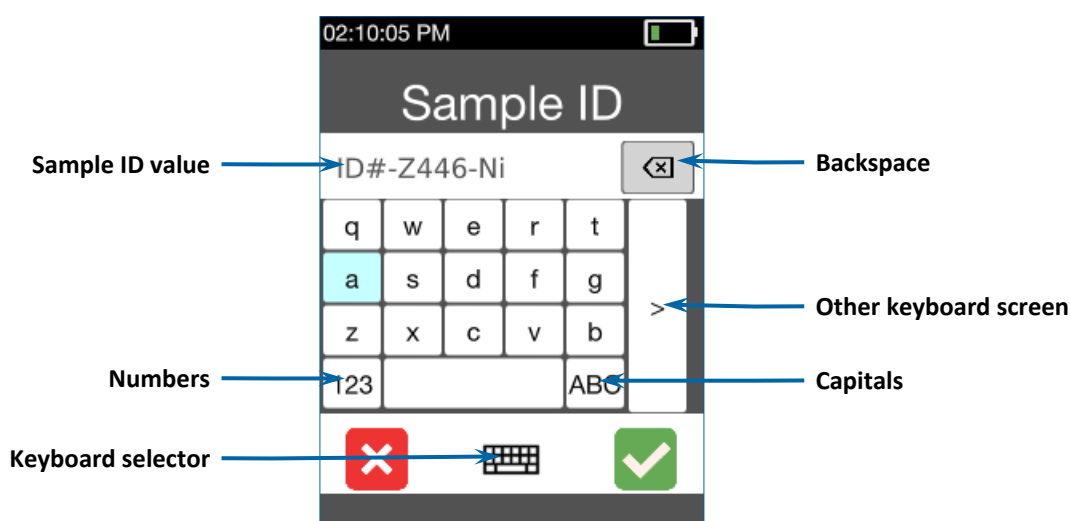 02:10:05 PM
Sample ID
Sample ID value
ID#-Z446-Ni
Backspace
q w e r t
a s d f g
Other keyboard screen
>
z x c v b
Numbers
123
ABC
Capitals
Keyboard selector